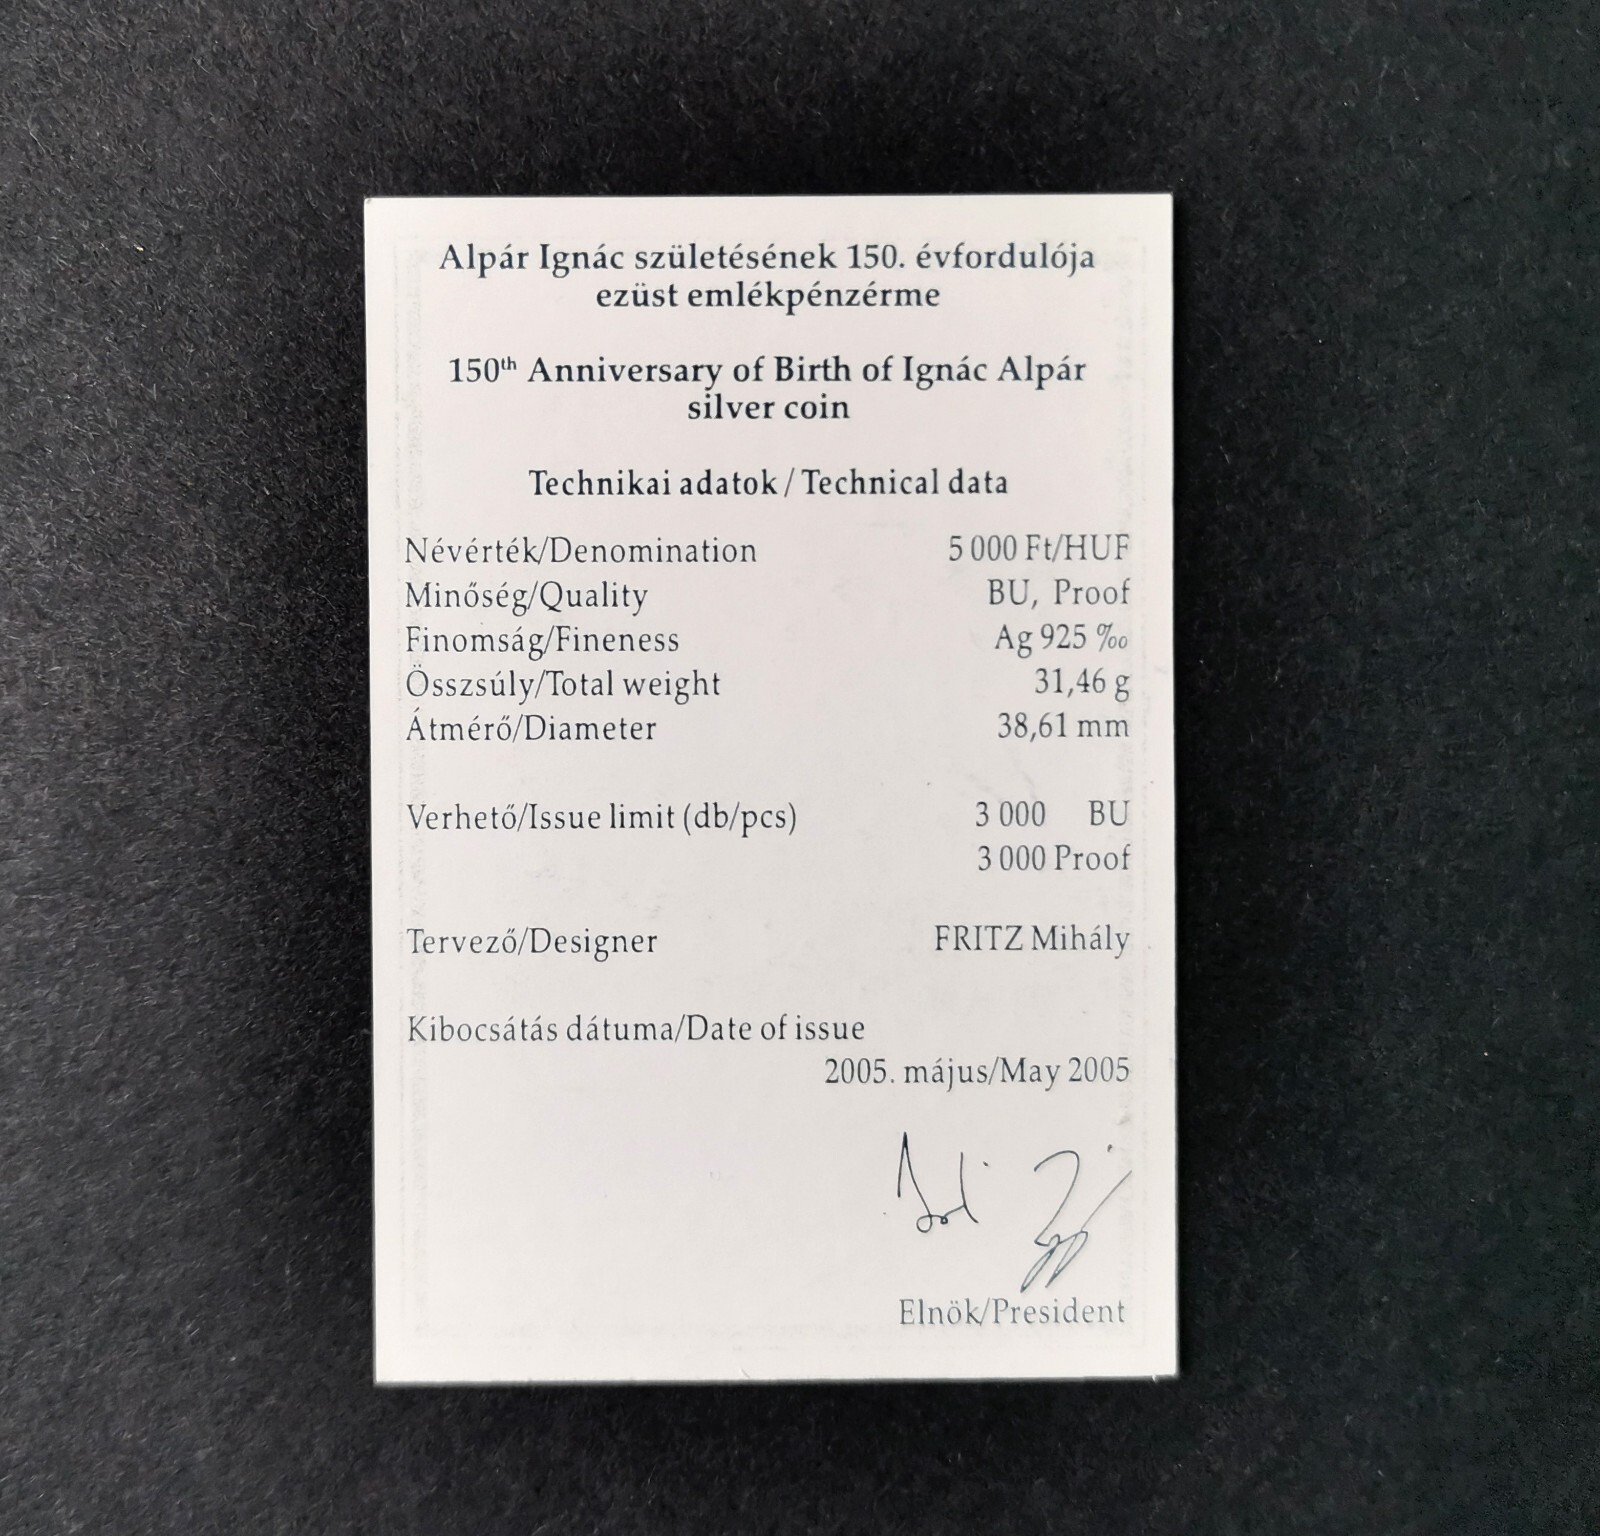 Alpár Ignác születésének 150. évfordulója
ezüst emlékpénzérme
150th Anniversary of Birth of Ignác Alpár
silver coin
Technikai adatok / Technical data
Névérték/Denomination 5 000 Ft/HUF
Minőség/Quality BU, Proof
Finomság/Fineness Ag 925 ‰
Összsúly/Total weight 31,46 g
Átmérő/Diameter 38,61 mm
Verhető/Issue limit (db/pcs) 3 000 BU
3 000 Proof
Tervező/Designer FRITZ Mihály
Kibocsátás dátuma/Date of issue
2005. május/May 2005
Elnök/President